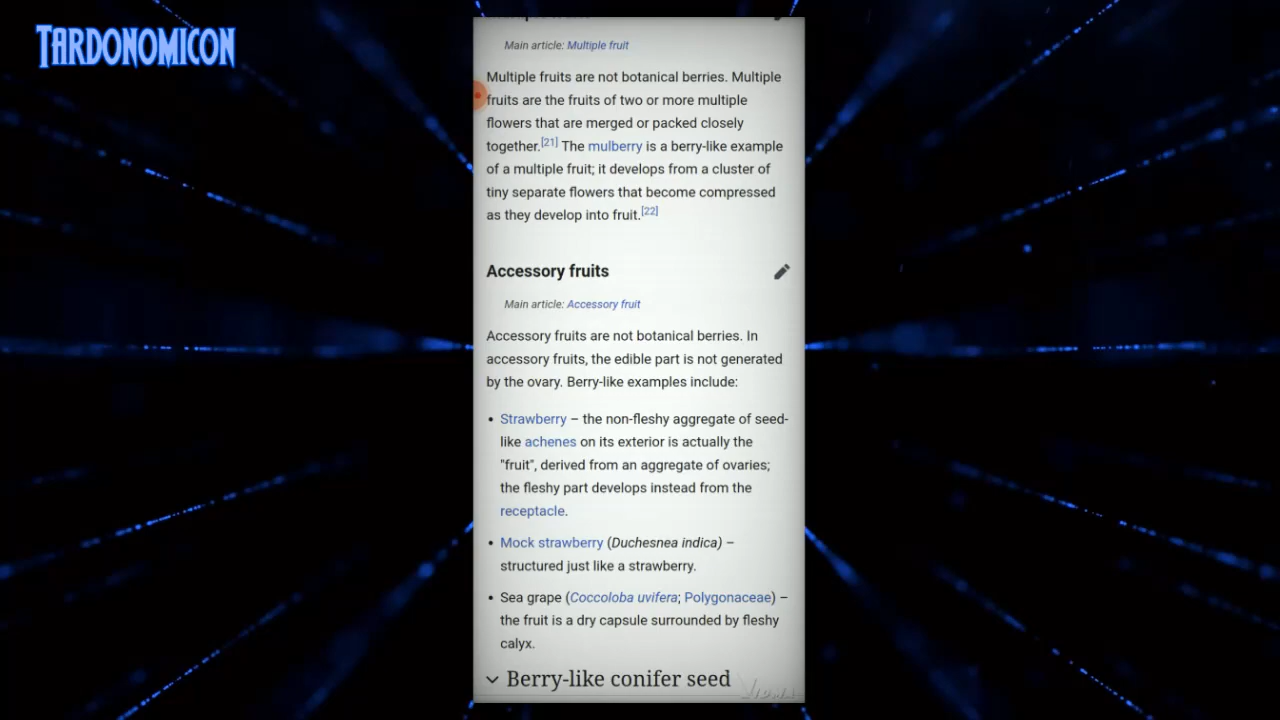 TARDONOMICON
Main article: Multiple fruit
Multiple fruits are not botanical berries. Multiple
fruits are the fruits of two or more multiple
flowers that are merged or packed closely
together.[21] The mulberry is a berry-like example
of a multiple fruit; it develops from a cluster of
tiny separate flowers that become compressed
as they develop into fruit.[22]
Accessory fruits
Main article: Accessory fruit
Accessory fruits are not botanical berries. In
accessory fruits, the edible part is not generated
by the ovary. Berry-like examples include:
• Strawberry – the non-fleshy aggregate of seed-
like achenes on its exterior is actually the
"fruit", derived from an aggregate of ovaries;
the fleshy part develops instead from the
receptacle.
• Mock strawberry (Duchesnea indica) –
structured just like a strawberry.
• Sea grape (Coccoloba uvifera; Polygonaceae) –
the fruit is a dry capsule surrounded by fleshy
calyx.
Berry-like conifer seed